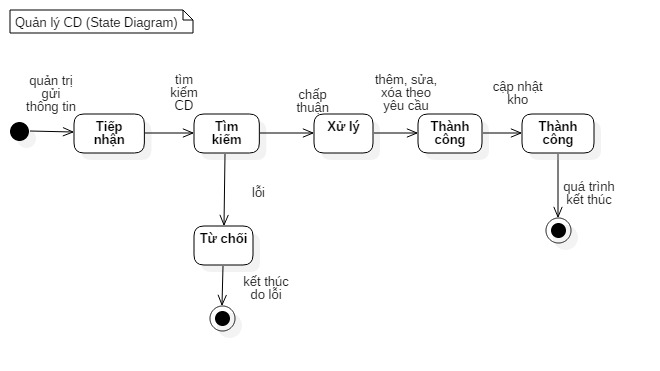 Quản lý CD (State Diagram)
quản trị
gửi
thông tin
tìm
kiếm
CD
chấp
thuận
thêm, sửa,
xóa theo
yêu cầu
cập nhật
kho
Tiếp
nhận
Tìm
kiếm
Xử lý
Thành
công
Thành
công
lỗi
quá trình
kết thúc
Từ chối
kết thúc
do lỗi